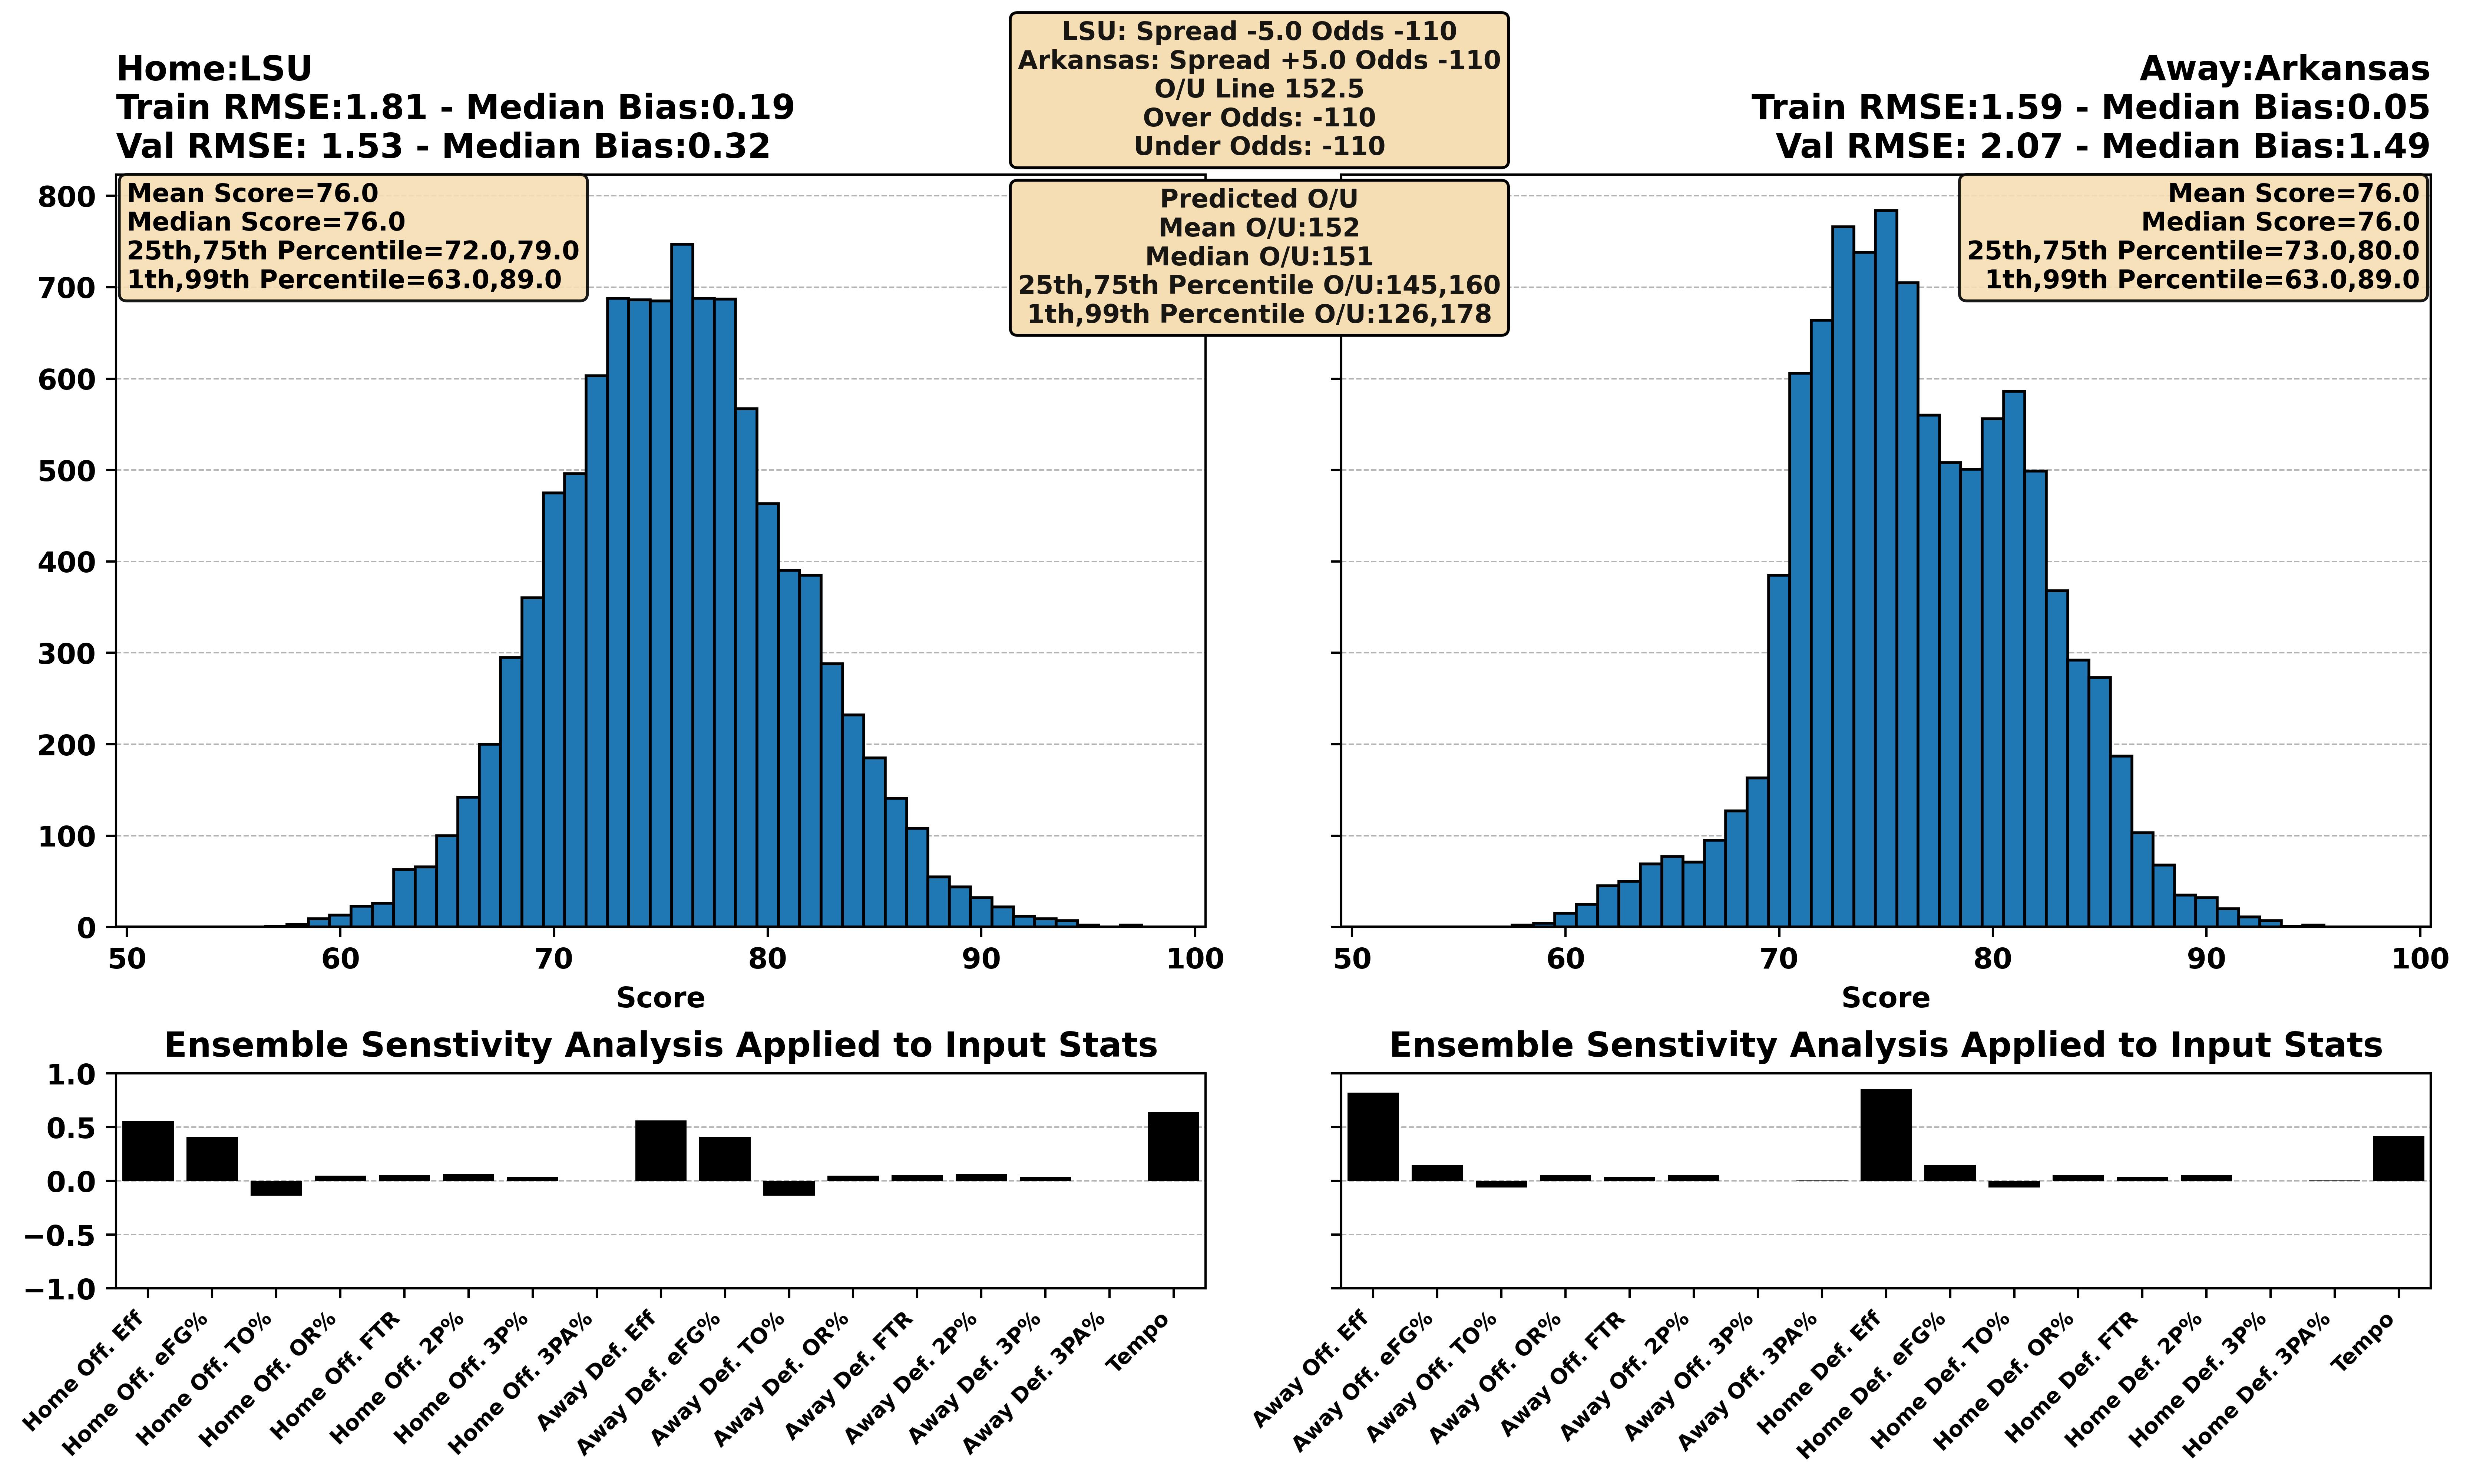 LSU: Spread -5.0 Odds -110
Arkansas: Spread +5.0 Odds -110
O/U Line 152.5
Over Odds: -110
Under Odds: -110
Home:LSU
Train RMSE:1.81 - Median Bias:0.19
Val RMSE: 1.53 - Median Bias:0.32
Away:Arkansas
Train RMSE:1.59 - Median Bias:0.05
Val RMSE: 2.07 - Median Bias:1.49
Mean Score=76.0
Median Score=76.0
25th,75th Percentile=72.0,79.0
1th,99th Percentile=63.0,89.0
Predicted O/U
Mean O/U:152
Median O/U:151
25th,75th Percentile O/U:145,160
1th,99th Percentile O/U:126,178
Mean Score=76.0
Median Score=76.0
25th,75th Percentile=73.0,80.0
1th,99th Percentile=63.0,89.0
800
700
600
500
400
300
200
100
0
50 60 70 80 90 100
Score
50 60 70 80 90 100
Score
Ensemble Senstivity Analysis Applied to Input Stats
1.0
0.5
0.0
−0.5
−1.0
Home Off. Eff
Home Off. eFG%
Home Off. TO%
Home Off. OR%
Home Off. FTR
Home Off. 2P%
Home Off. 3P%
Home Off. 3PA%
Away Def. Eff
Away Def. eFG%
Away Def. TO%
Away Def. OR%
Away Def. FTR
Away Def. 2P%
Away Def. 3P%
Away Def. 3PA%
Tempo
Ensemble Senstivity Analysis Applied to Input Stats
Away Off. Eff
Away Off. eFG%
Away Off. TO%
Away Off. OR%
Away Off. FTR
Away Off. 2P%
Away Off. 3P%
Away Off. 3PA%
Home Def. Eff
Home Def. eFG%
Home Def. TO%
Home Def. OR%
Home Def. FTR
Home Def. 2P%
Home Def. 3P%
Home Def. 3PA%
Tempo